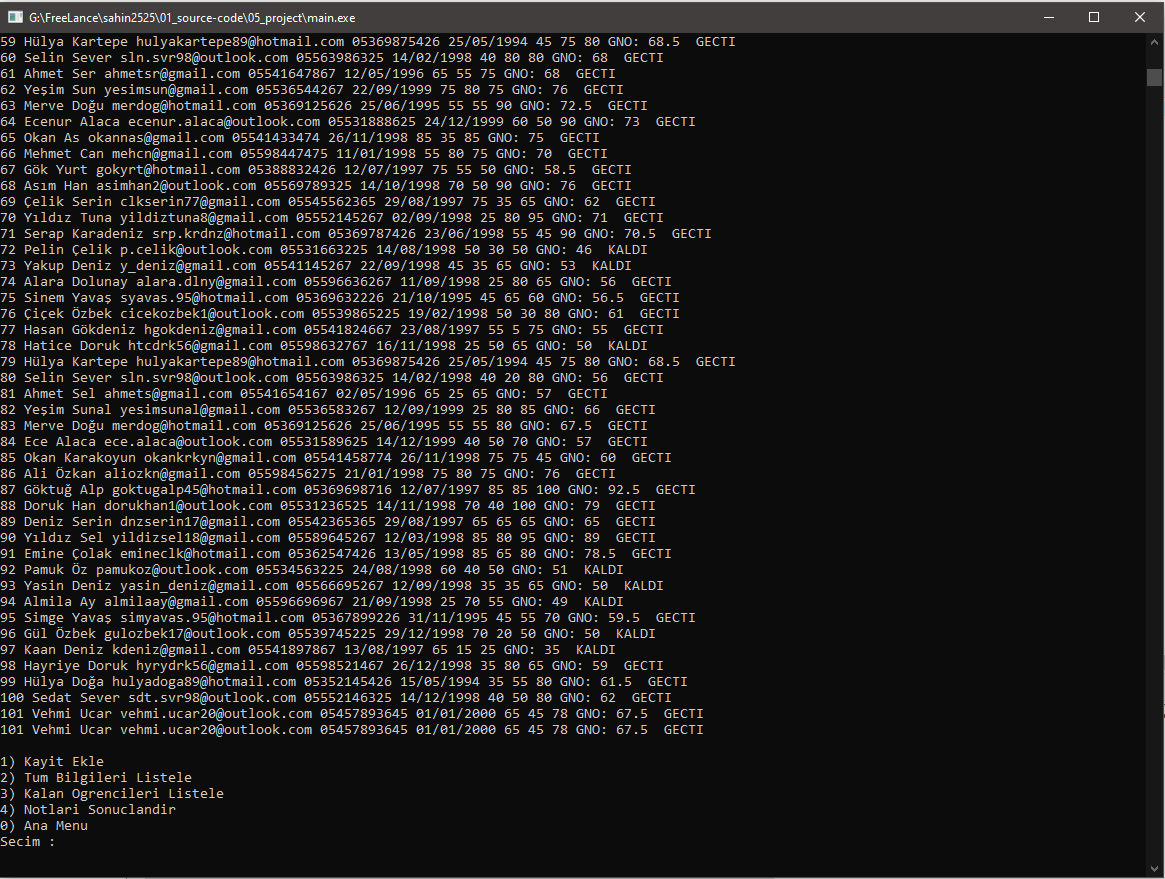 G:\FreeLance\sahin2525\01_source-code\05_project\main.exe
59 Hülya Kartepe hulyakartepe89@hotmail.com 05369875426 25/05/1994 45 75 80 GNO: 68.5  GECTI
60 Selin Sever sln.svr98@outlook.com 05563986325 14/02/1998 40 80 80 GNO: 68  GECTI
61 Ahmet Ser ahmetsr@gmail.com 05541647867 12/05/1996 65 55 75 GNO: 68  GECTI
62 Yeşim Sun yesimsun@gmail.com 05536544267 22/09/1999 75 80 75 GNO: 76  GECTI
63 Merve Doğu merdog@hotmail.com 05369125626 25/06/1995 55 55 90 GNO: 72.5  GECTI
64 Ecenur Alaca ecenur.alaca@outlook.com 05531888625 24/12/1999 60 50 90 GNO: 73  GECTI
65 Okan As okannas@gmail.com 05541433474 26/11/1998 85 35 85 GNO: 75  GECTI
66 Mehmet Can mehcn@gmail.com 05598447475 11/01/1998 55 80 75 GNO: 70  GECTI
67 Gök Yurt gokyrt@hotmail.com 05388832426 12/07/1997 75 55 50 GNO: 58.5  GECTI
68 Asım Han asimhan2@outlook.com 05569789325 14/10/1998 70 50 90 GNO: 76  GECTI
69 Çelik Serin clkserin77@gmail.com 05545562365 29/08/1997 75 35 65 GNO: 62  GECTI
70 Yıldız Tuna yildiztuna8@gmail.com 05552145267 02/09/1998 25 80 95 GNO: 71  GECTI
71 Serap Karadeniz srp.krdnz@hotmail.com 05369787426 23/06/1998 55 45 90 GNO: 70.5  GECTI
72 Pelin Çelik p.celik@outlook.com 05531663225 14/08/1998 50 30 50 GNO: 46  KALDI
73 Yakup Deniz y_deniz@gmail.com 05541145267 22/09/1998 45 35 65 GNO: 53  KALDI
74 Alara Dolunay alara.dlny@gmail.com 05596636267 11/09/1998 25 80 65 GNO: 56  GECTI
75 Sinem Yavaş syavas.95@hotmail.com 05369632226 21/10/1995 45 65 60 GNO: 56.5  GECTI
76 Çiçek Özbek cicekozbek1@outlook.com 05539865225 19/02/1998 50 30 80 GNO: 61  GECTI
77 Hasan Gökdeniz hgokdeniz@gmail.com 05541824667 23/08/1997 55 5 75 GNO: 55  GECTI
78 Hatice Doruk htcdrk56@gmail.com 05598632767 16/11/1998 25 50 65 GNO: 50  KALDI
79 Hülya Kartepe hulyakartepe89@hotmail.com 05369875426 25/05/1994 45 75 80 GNO: 68.5  GECTI
80 Selin Sever sln.svr98@outlook.com 05563986325 14/02/1998 40 20 80 GNO: 56  GECTI
81 Ahmet Sel ahmets@gmail.com 05541654167 02/05/1996 65 25 65 GNO: 57  GECTI
82 Yeşim Sunal yesimsunal@gmail.com 05536583267 12/09/1999 25 80 85 GNO: 66  GECTI
83 Merve Doğu merdog@hotmail.com 05369125626 25/06/1995 55 55 80 GNO: 67.5  GECTI
84 Ece Alaca ece.alaca@outlook.com 05531589625 14/12/1999 40 50 70 GNO: 57  GECTI
85 Okan Karakoyun okankrkyn@gmail.com 05541458774 26/11/1998 75 75 45 GNO: 60  GECTI
86 Ali Özkan aliozkn@gmail.com 05598456275 21/01/1998 75 80 75 GNO: 76  GECTI
87 Göktuğ Alp goktugalp45@hotmail.com 05369698716 12/07/1997 85 85 100 GNO: 92.5  GECTI
88 Doruk Han dorukhan1@outlook.com 05531236525 14/11/1998 70 40 100 GNO: 79  GECTI
89 Deniz Serin dnzserin17@gmail.com 05542365365 29/08/1997 65 65 65 GNO: 65  GECTI
90 Yıldız Sel yildizsel18@gmail.com 05589645267 12/03/1998 85 80 95 GNO: 89  GECTI
91 Emine Çolak emineclk@hotmail.com 05362547426 13/05/1998 85 65 80 GNO: 78.5  GECTI
92 Pamuk Öz pamukoz@outlook.com 05534563225 24/08/1998 60 40 50 GNO: 51  KALDI
93 Yasin Deniz yasin_deniz@gmail.com 05566695267 12/09/1998 35 35 65 GNO: 50  KALDI
94 Almila Ay almilaay@gmail.com 05596696967 21/09/1998 25 70 55 GNO: 49  KALDI
95 Simge Yavaş simyavas.95@hotmail.com 05367899226 31/11/1995 45 55 70 GNO: 59.5  GECTI
96 Gül Özbek gulozbek17@outlook.com 05539745225 29/12/1998 70 20 50 GNO: 50  KALDI
97 Kaan Deniz kdeniz@gmail.com 05541897867 13/08/1997 65 15 25 GNO: 35  KALDI
98 Hayriye Doruk hyrydrk56@gmail.com 05598521467 26/12/1998 35 80 65 GNO: 59  GECTI
99 Hülya Doğa hulyadoga89@hotmail.com 05352145426 15/05/1994 35 55 80 GNO: 61.5  GECTI
100 Sedat Sever sdt.svr98@outlook.com 05552146325 14/12/1998 40 50 80 GNO: 62  GECTI
101 Vehmi Ucar vehmi.ucar20@outlook.com 05457893645 01/01/2000 65 45 78 GNO: 67.5  GECTI
101 Vehmi Ucar vehmi.ucar20@outlook.com 05457893645 01/01/2000 65 45 78 GNO: 67.5  GECTI
1) Kayit Ekle
2) Tum Bilgileri Listele
3) Kalan Ogrencileri Listele
4) Notlari Sonuclandir
0) Ana Menu
Secim :